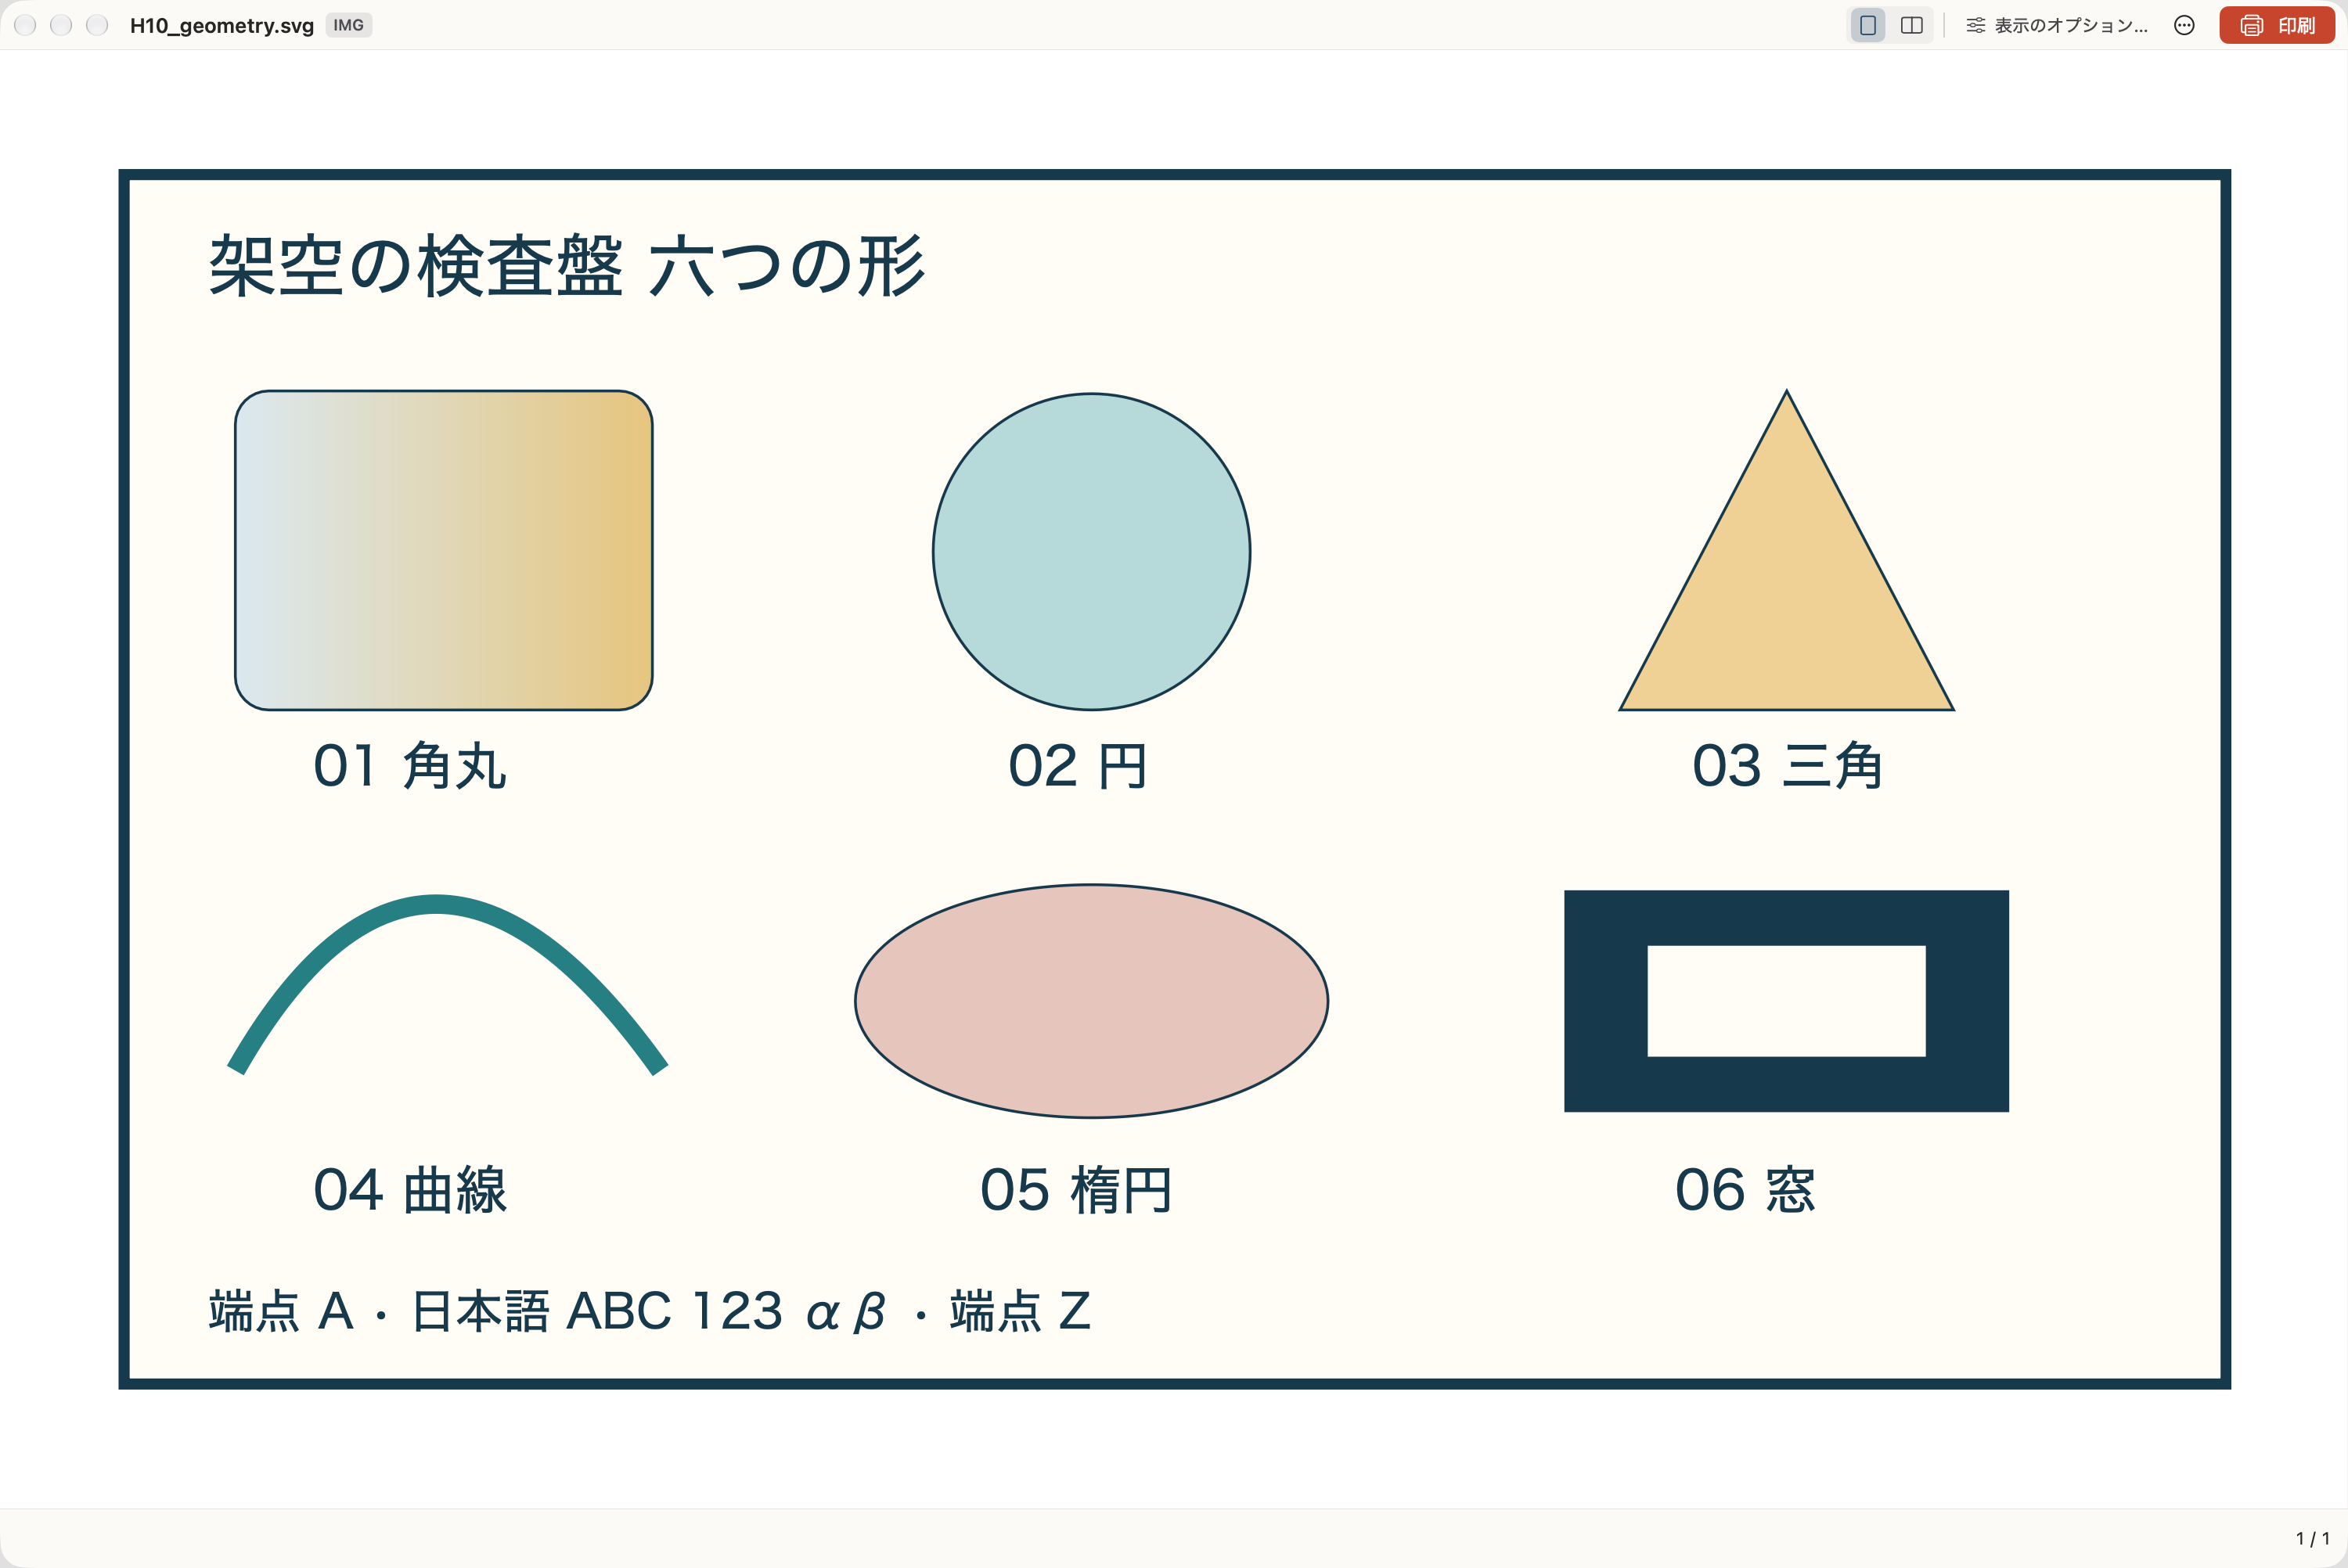 H10_geometry.svg IMG 表示のオプション... 印刷
架空の検査盤 六つの形
01 角丸 02 円 03 三角
04 曲線 05 楕円 06 窓
端点 A・日本語 ABC 123 αβ・端点 Z
1 / 1